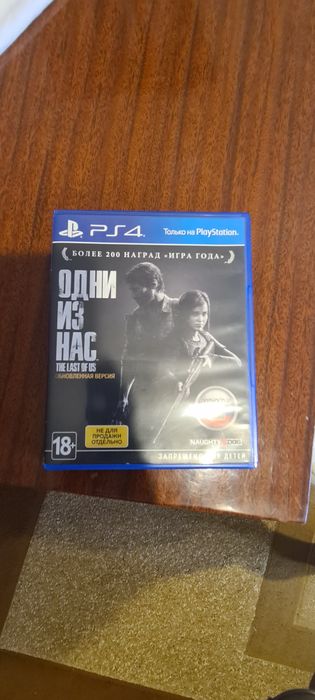 PS4
Только на PlayStation.
БОЛЕЕ 200 НАГРАД «ИГРА ГОДА»
ОДНИ
ИЗ
НАС
THE LAST OF US
ОБНОВЛЕННАЯ ВЕРСИЯ
НЕ ДЛЯ
ПРОДАЖИ
ОТДЕЛЬНО
18+
NAUGHTY DOG
ДЕТЕЙ